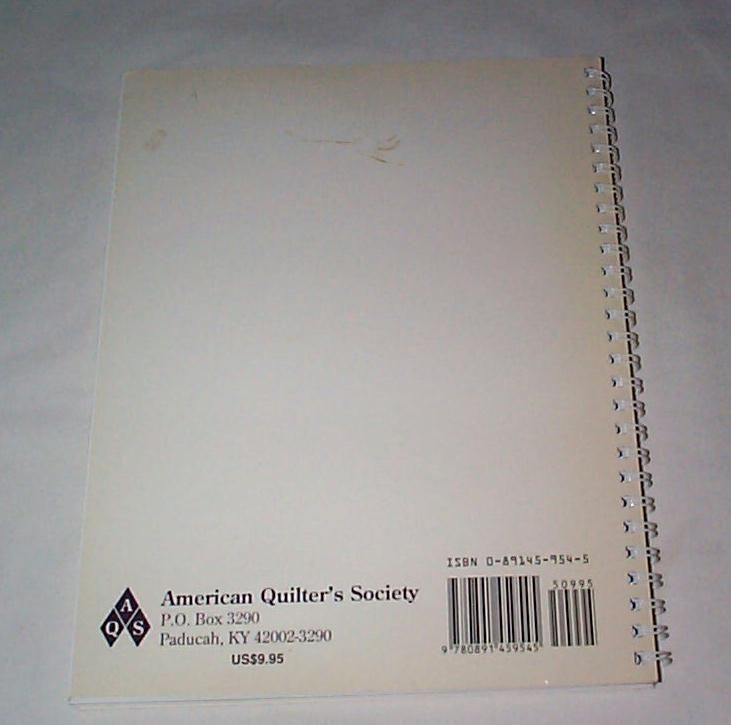 ISBN 0-89145-954-5
50995
9 780891 459545
A
Q S
American Quilter's Society
P.O. Box 3290
Paducah, KY 42002-3290
US$9.95